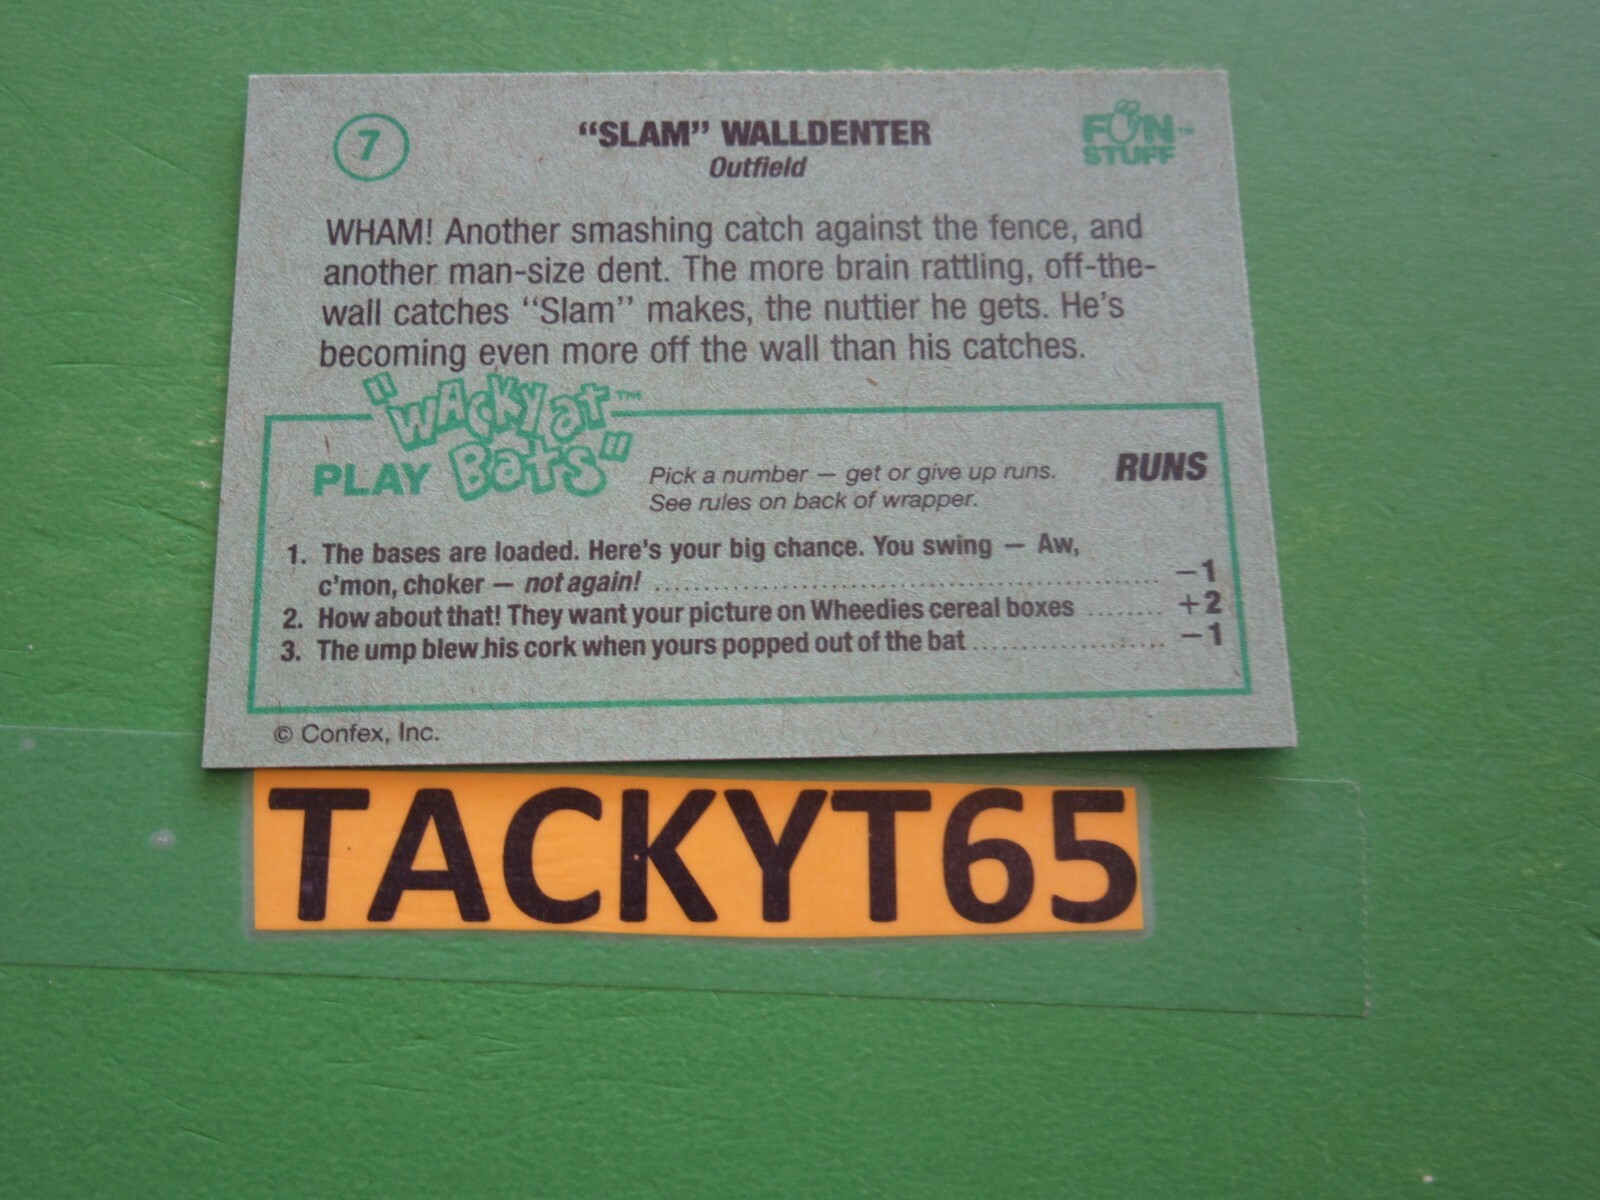 7
"SLAM" WALLDENTER
Outfield
FUN™
STUFF
WHAM! Another smashing catch against the fence, and
another man-size dent. The more brain rattling, off-the-
wall catches "Slam" makes, the nuttier he gets. He's
becoming even more off the wall than his catches.
PLAY "WACKY at BATS"™
Pick a number — get or give up runs.
See rules on back of wrapper.
RUNS
1. The bases are loaded. Here's your big chance. You swing — Aw,
c'mon, choker — not again! ........ −1
2. How about that! They want your picture on Wheedies cereal boxes ........ +2
3. The ump blew his cork when yours popped out of the bat ........ −1
© Confex, Inc.
TACKYT65